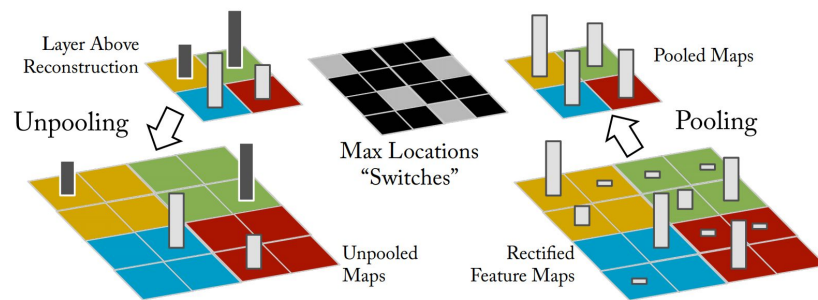 Layer Above
Reconstruction
Pooled Maps
Unpooling
Pooling
Max Locations
"Switches"
Unpooled
Maps
Rectified
Feature Maps